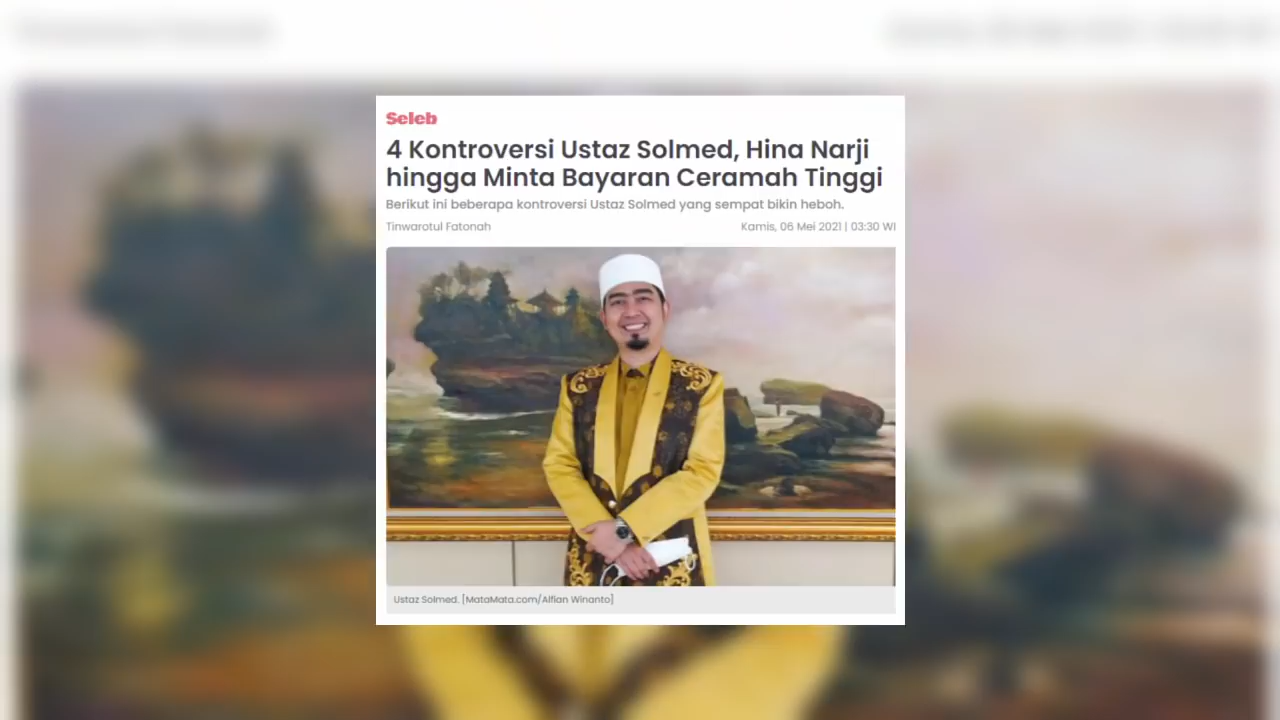 Seleb
4 Kontroversi Ustaz Solmed, Hina Narji
hingga Minta Bayaran Ceramah Tinggi
Berikut ini beberapa kontroversi Ustaz Solmed yang sempat bikin heboh.
Tinwarotul Fatonah
Kamis, 06 Mei 2021 | 03:30 WI
Ustaz Solmed. [MataMata.com/Alfian Winanto]